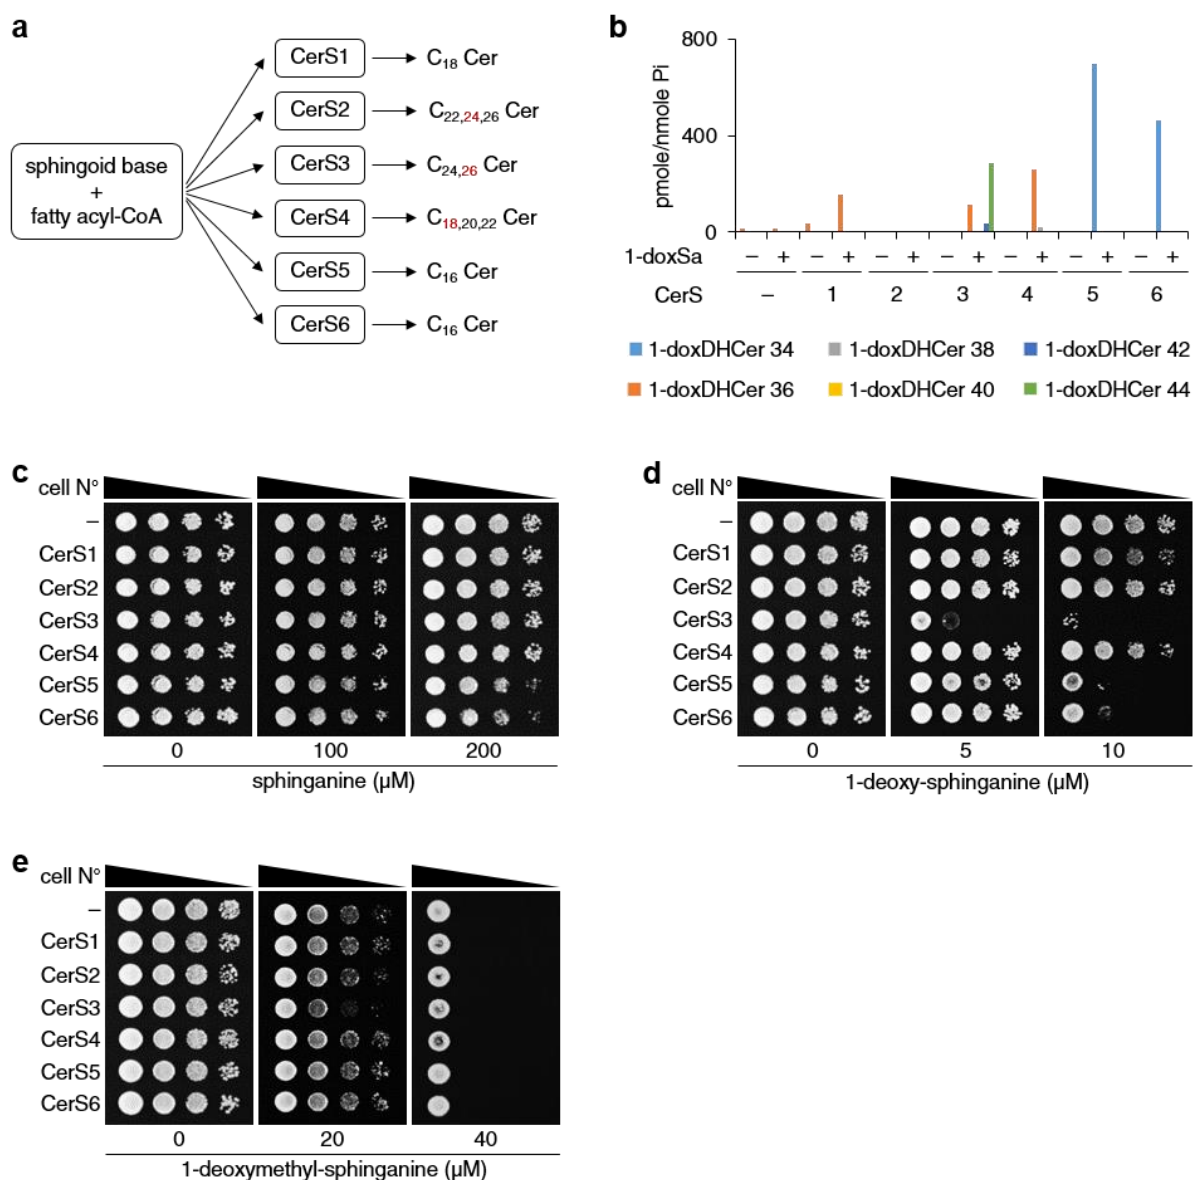 a
sphingoid base
+
fatty acyl-CoA
CerS1
C18 Cer
CerS2
C22,24,26 Cer
CerS3
C24,26 Cer
CerS4
C18,20,22 Cer
CerS5
C16 Cer
CerS6
C16 Cer
b
pmole/nmole Pi
800
400
0
1-doxSa − + − + − + − + − + − + − +
CerS − 1 2 3 4 5 6
1-doxDHCer 34 1-doxDHCer 38 1-doxDHCer 42
1-doxDHCer 36 1-doxDHCer 40 1-doxDHCer 44
c
cell N°
−
CerS1
CerS2
CerS3
CerS4
CerS5
CerS6
0 100 200
sphinganine (µM)
d
cell N°
−
CerS1
CerS2
CerS3
CerS4
CerS5
CerS6
0 5 10
1-deoxy-sphinganine (µM)
e
cell N°
−
CerS1
CerS2
CerS3
CerS4
CerS5
CerS6
0 20 40
1-deoxymethyl-sphinganine (µM)